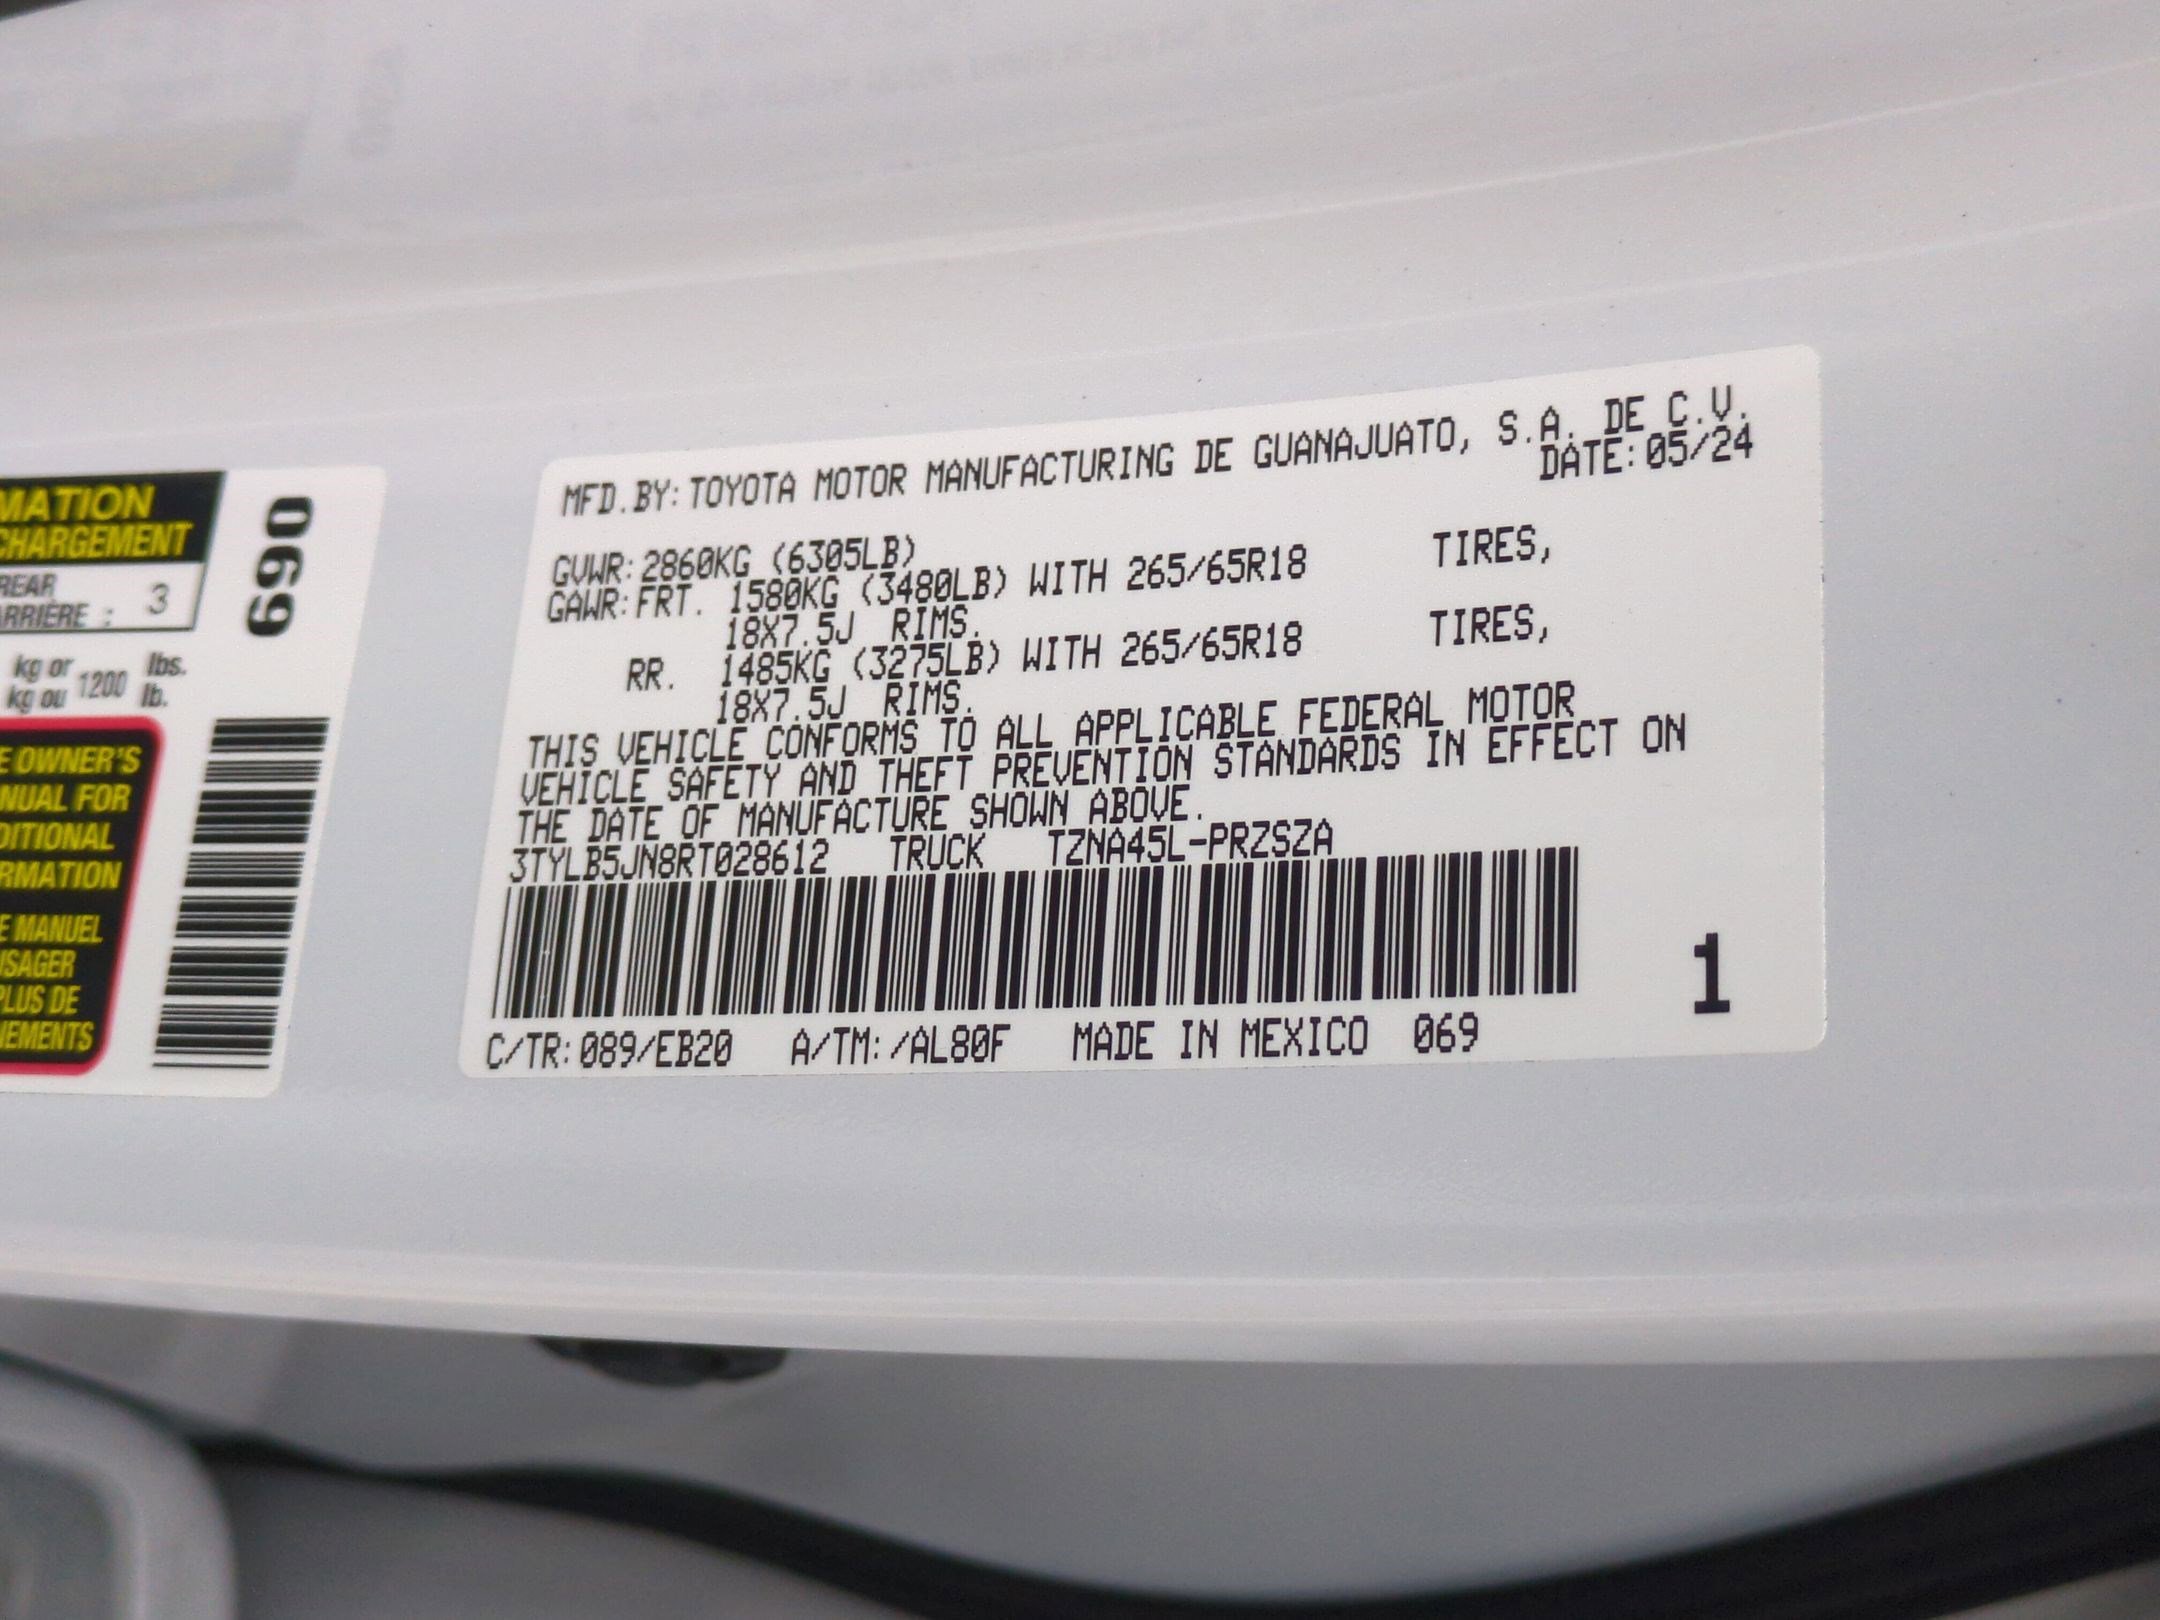 MATION
CHARGEMENT
REAR
ARRIÈRE : 3
kg or
kg ou 1200 lbs.
lb.
E OWNER'S
NUAL FOR
DITIONAL
RMATION
E MANUEL
USAGER
PLUS DE
NEMENTS
069
MFD.BY:TOYOTA MOTOR MANUFACTURING DE GUANAJUATO, S.A. DE C.V.
DATE:05/24
GVWR:2860KG (6305LB)
GAWR:FRT. 1580KG (3480LB) WITH 265/65R18 TIRES,
18X7.5J RIMS.
RR. 1485KG (3275LB) WITH 265/65R18 TIRES,
18X7.5J RIMS.
THIS VEHICLE CONFORMS TO ALL APPLICABLE FEDERAL MOTOR
VEHICLE SAFETY AND THEFT PREVENTION STANDARDS IN EFFECT ON
THE DATE OF MANUFACTURE SHOWN ABOVE.
3TYLB5JN8RT028612 TRUCK TZNA45L-PRZSZA
1
C/TR:089/EB20 A/TM:/AL80F MADE IN MEXICO 069